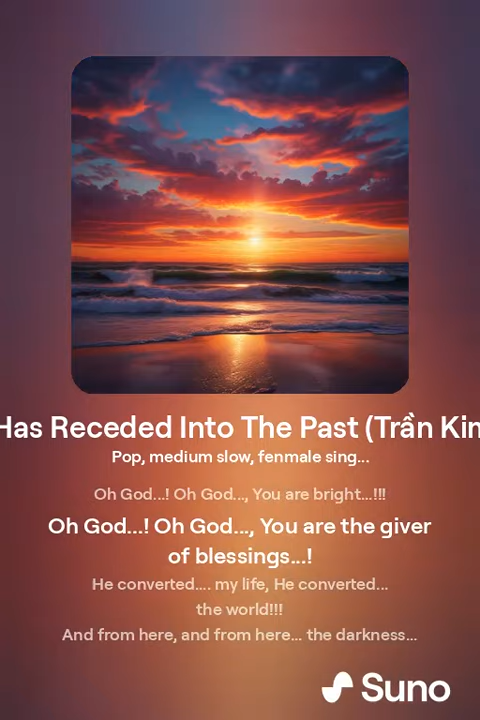 Has Receded Into The Past (Trần Kin
Pop, medium slow, fenmale sing...
Oh God...! Oh God..., You are bright...!!!
Oh God...! Oh God..., You are the giver
of blessings...!
He converted.... my life, He converted...
the world!!!
And from here, and from here... the darkness...
Suno